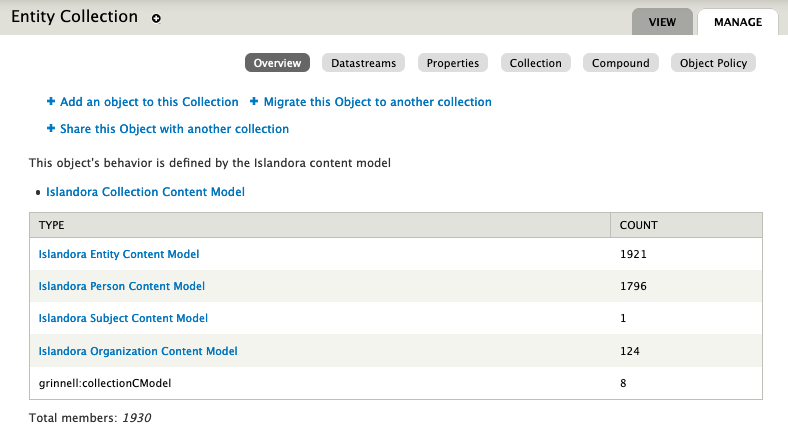 Entity Collection
VIEW
MANAGE
Overview
Datastreams
Properties
Collection
Compound
Object Policy
+ Add an object to this Collection + Migrate this Object to another collection
+ Share this Object with another collection
This object's behavior is defined by the Islandora content model
• Islandora Collection Content Model
TYPE COUNT
Islandora Entity Content Model 1921
Islandora Person Content Model 1796
Islandora Subject Content Model 1
Islandora Organization Content Model 124
grinnell:collectionCModel 8
Total members: 1930